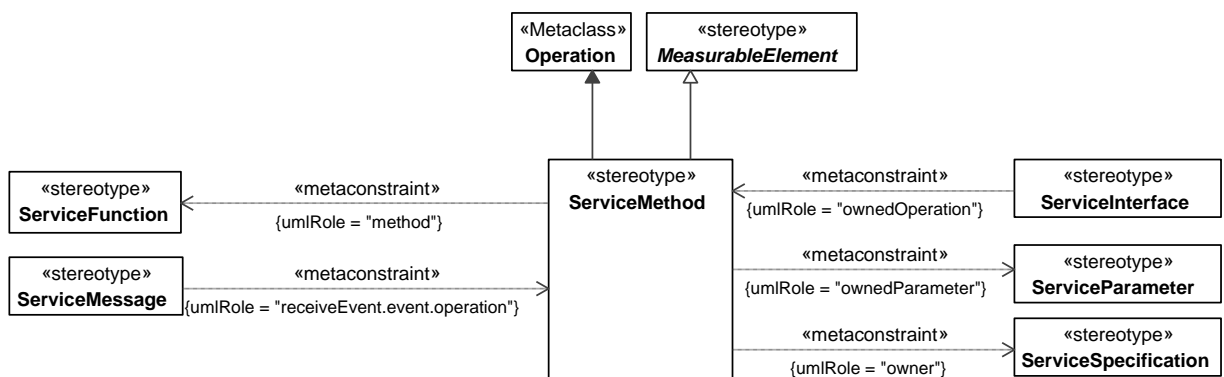 «Metaclass»
Operation
«stereotype»
MeasurableElement
«stereotype»
ServiceFunction
«metaconstraint»
{umlRole = "method"}
«stereotype»
ServiceMessage
«metaconstraint»
{umlRole = "receiveEvent.event.operation"}
«stereotype»
ServiceMethod
«metaconstraint»
{umlRole = "ownedOperation"}
«stereotype»
ServiceInterface
«metaconstraint»
{umlRole = "ownedParameter"}
«stereotype»
ServiceParameter
«metaconstraint»
{umlRole = "owner"}
«stereotype»
ServiceSpecification